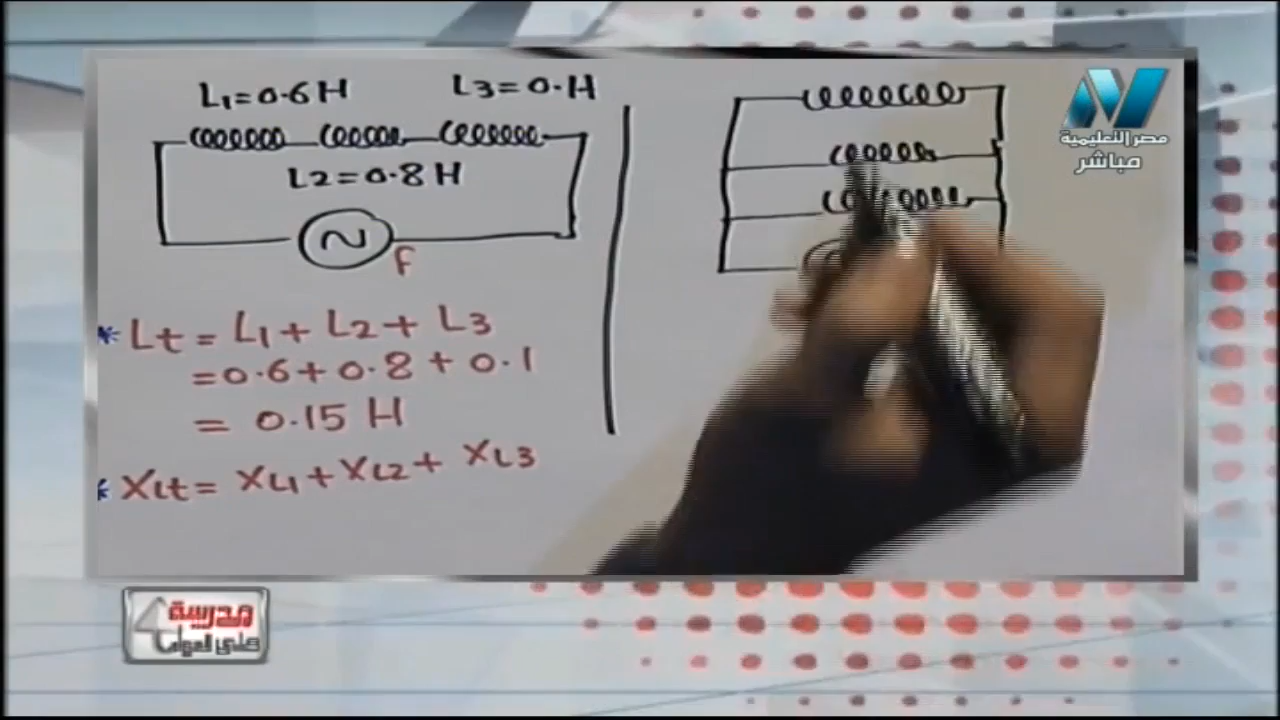 L1=0.6H L3=0.H
L2=0.8H
F
* Lt = L1 + L2 + L3
=0.6+0.8+0.1
= 0.15 H
* XLt= XL1+XL2+ XL3
مصر التعليمية
مباشر
مدرسة
على الهواء